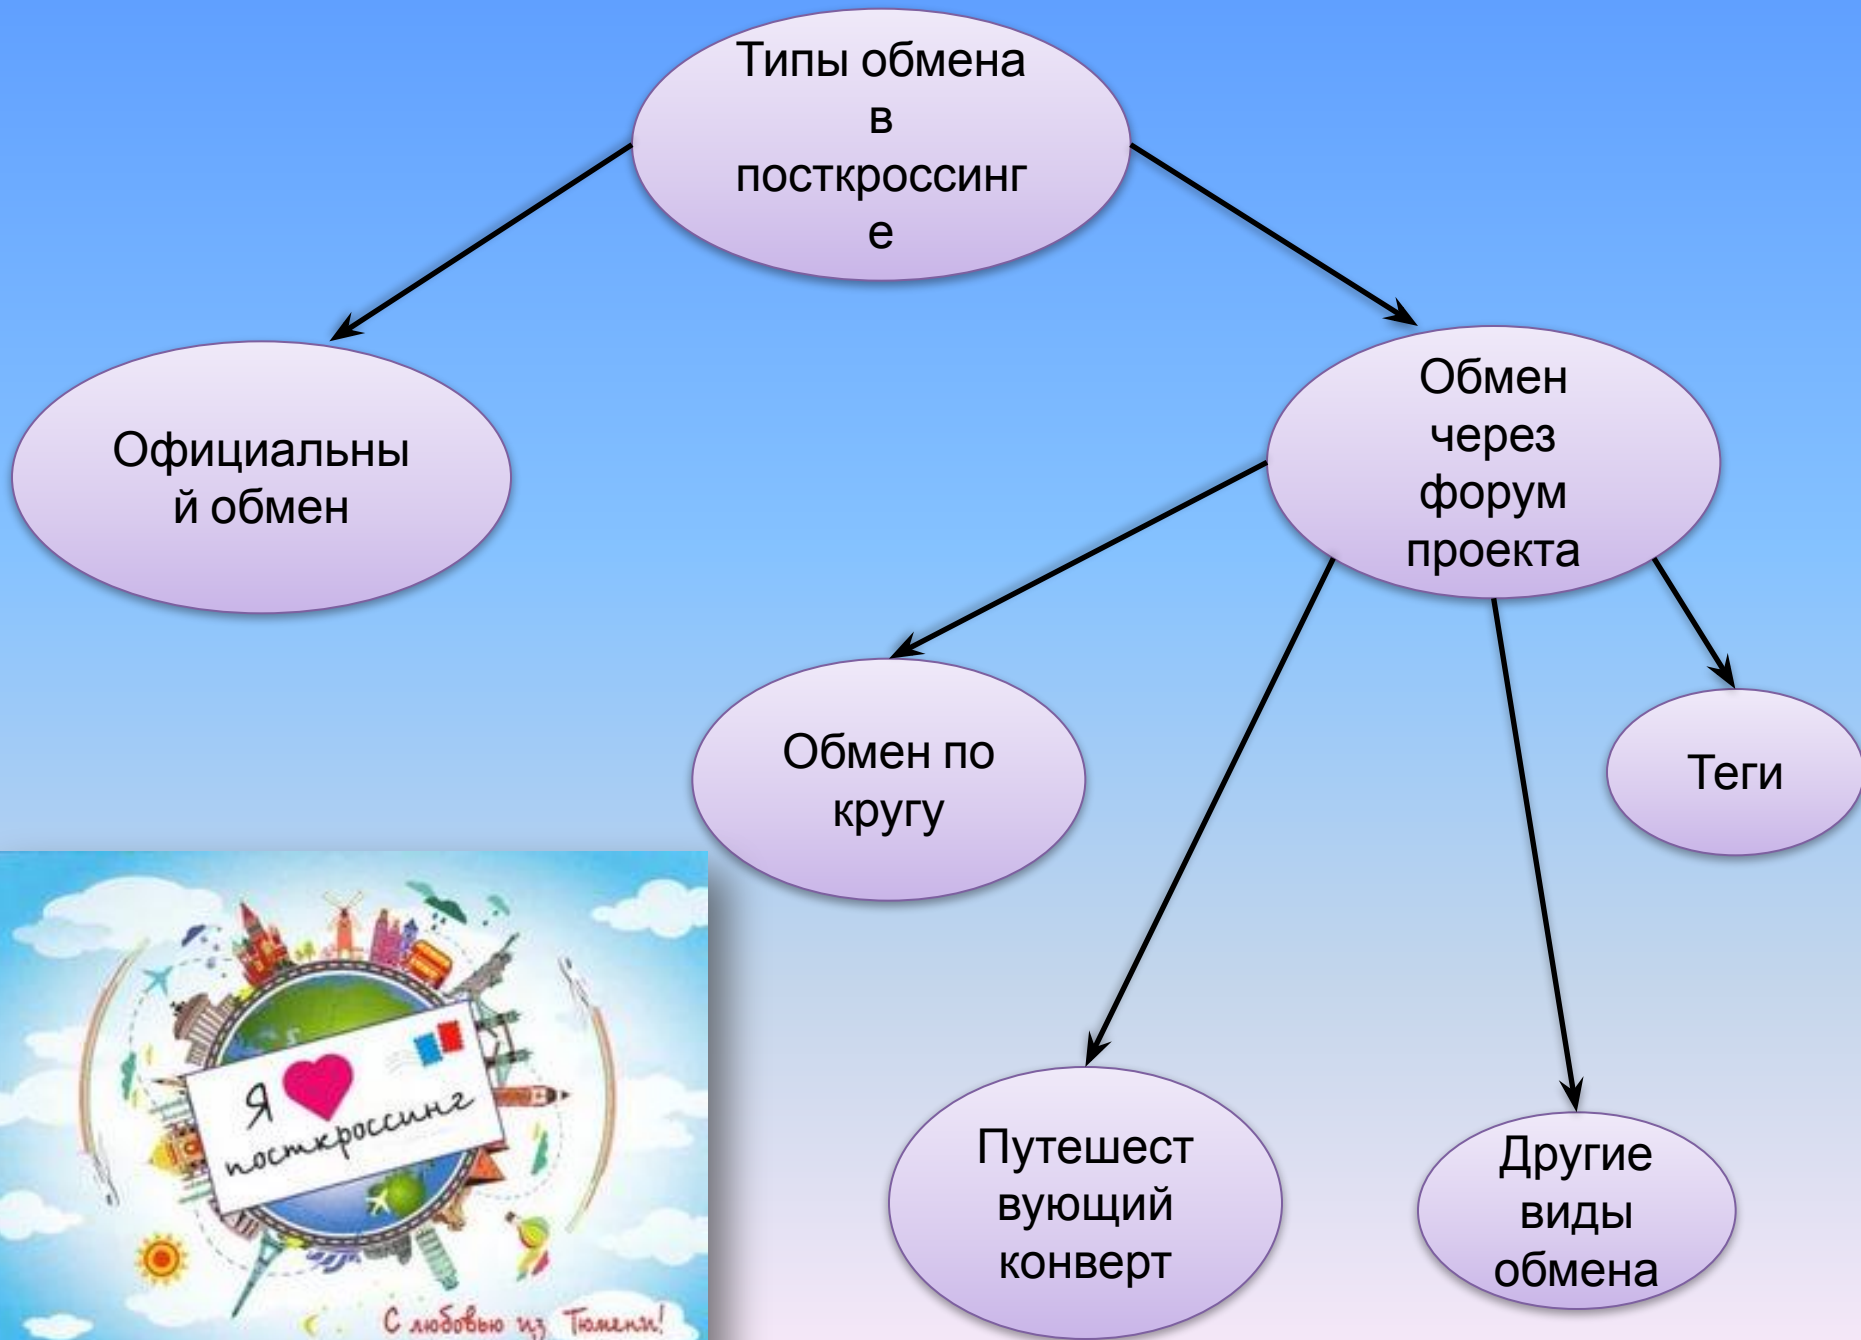 Типы обмена
в
посткроссинг
е
Официальны
й обмен
Обмен
через
форум
проекта
Обмен по
кругу
Теги
Путешест
вующий
конверт
Другие
виды
обмена
Я
посткроссинг
С любовью из Тюмени!